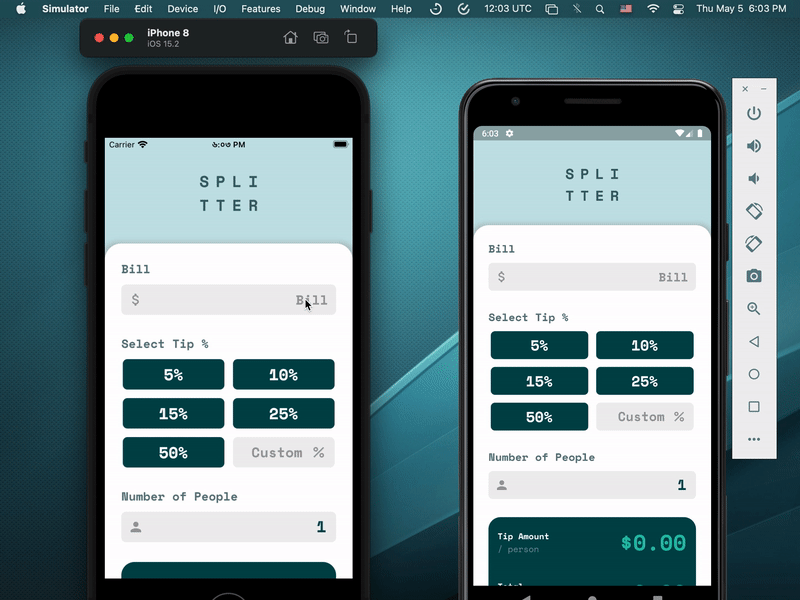 Simulator File Edit Device I/O Features Debug Window Help 12:03 UTC Thu May 5 6:03 PM
iPhone 8
iOS 15.2
Carrier ৬:০৩ PM
SPLI
TTER
Bill
$ Bill
Select Tip %
5% 10%
15% 25%
50% Custom %
Number of People
1
6:03
SPLI
TTER
Bill
$ Bill
Select Tip %
5% 10%
15% 25%
50% Custom %
Number of People
1
Tip Amount
/ person
$0.00